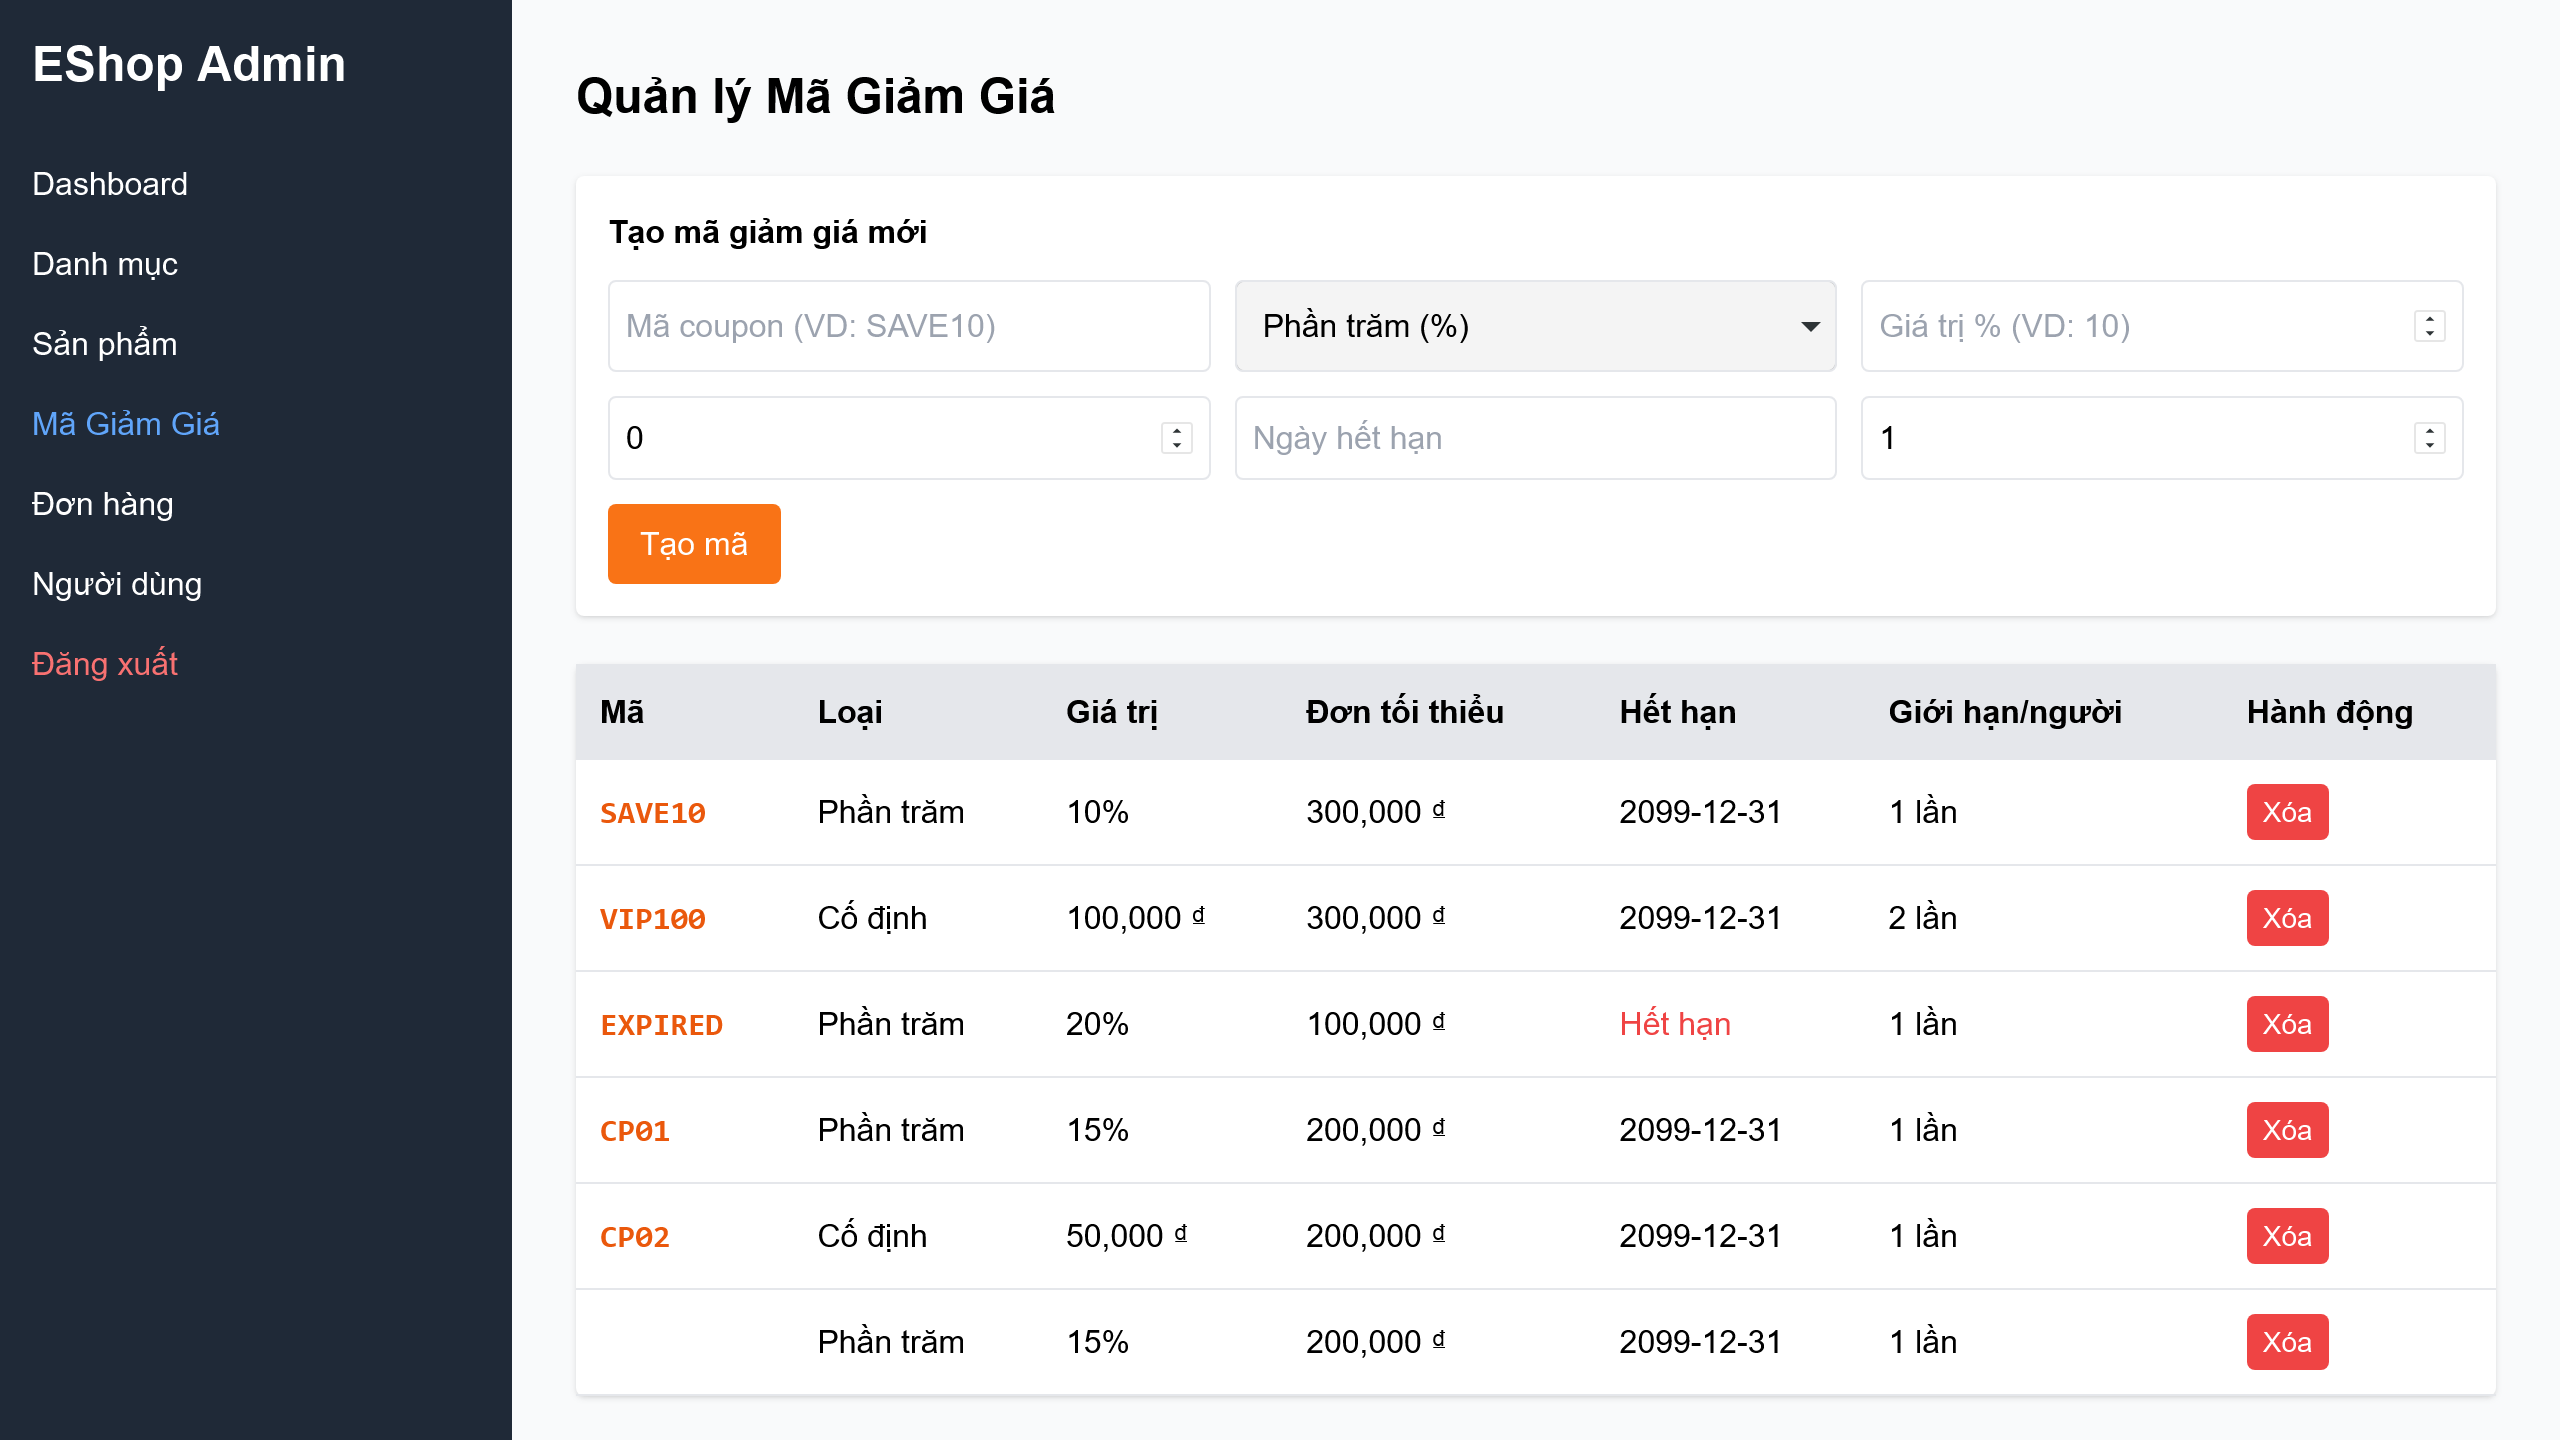 EShop Admin
Dashboard
Danh mục
Sản phẩm
Mã Giảm Giá
Đơn hàng
Người dùng
Đăng xuất
Quản lý Mã Giảm Giá
Tạo mã giảm giá mới
Mã coupon (VD: SAVE10) Phần trăm (%) Giá trị % (VD: 10)
0 Ngày hết hạn 1
Tạo mã
Mã Loại Giá trị Đơn tối thiểu Hết hạn Giới hạn/người Hành động
SAVE10 Phần trăm 10% 300,000 ₫ 2099-12-31 1 lần Xóa
VIP100 Cố định 100,000 ₫ 300,000 ₫ 2099-12-31 2 lần Xóa
EXPIRED Phần trăm 20% 100,000 ₫ Hết hạn 1 lần Xóa
CP01 Phần trăm 15% 200,000 ₫ 2099-12-31 1 lần Xóa
CP02 Cố định 50,000 ₫ 200,000 ₫ 2099-12-31 1 lần Xóa
Phần trăm 15% 200,000 ₫ 2099-12-31 1 lần Xóa